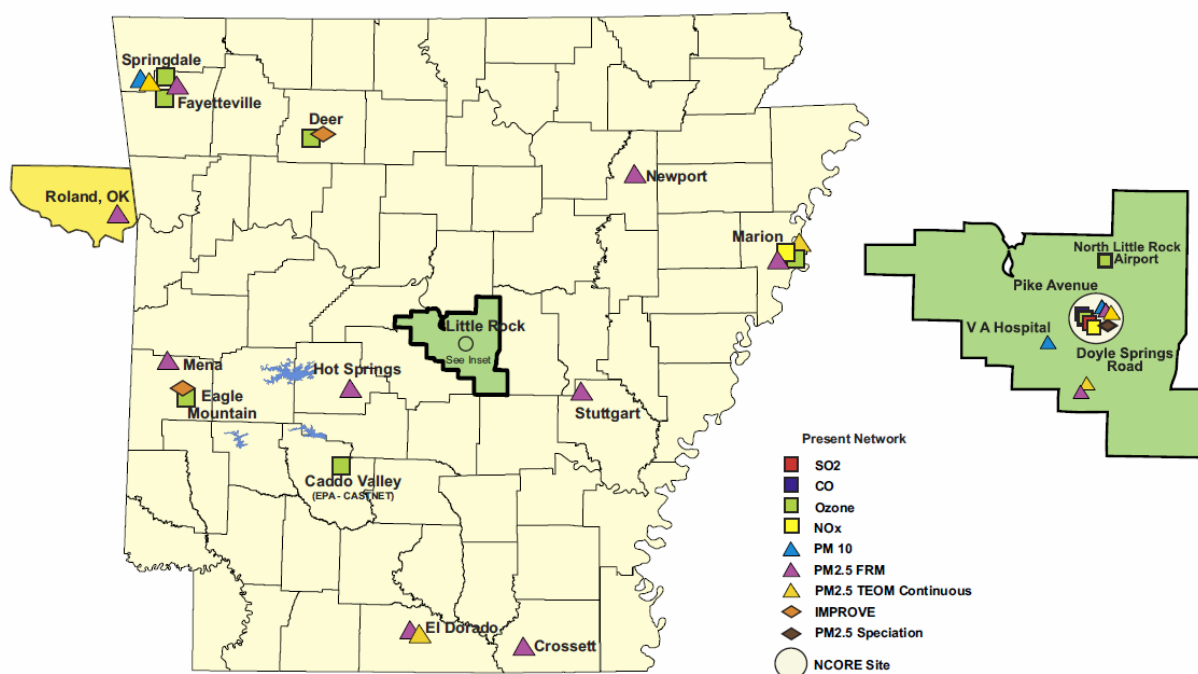 Springdale
Fayetteville
Deer
Roland, OK
Newport
Marion
Little Rock
See Inset
Mena
Hot Springs
Eagle
Mountain
Stuttgart
Caddo Valley
(EPA - CASTNET)
El Dorado
Crossett
North Little Rock
Airport
Pike Avenue
V A Hospital
Doyle Springs
Road
Present Network
SO2
CO
Ozone
NOx
PM 10
PM2.5 FRM
PM2.5 TEOM Continuous
IMPROVE
PM2.5 Speciation
NCORE Site